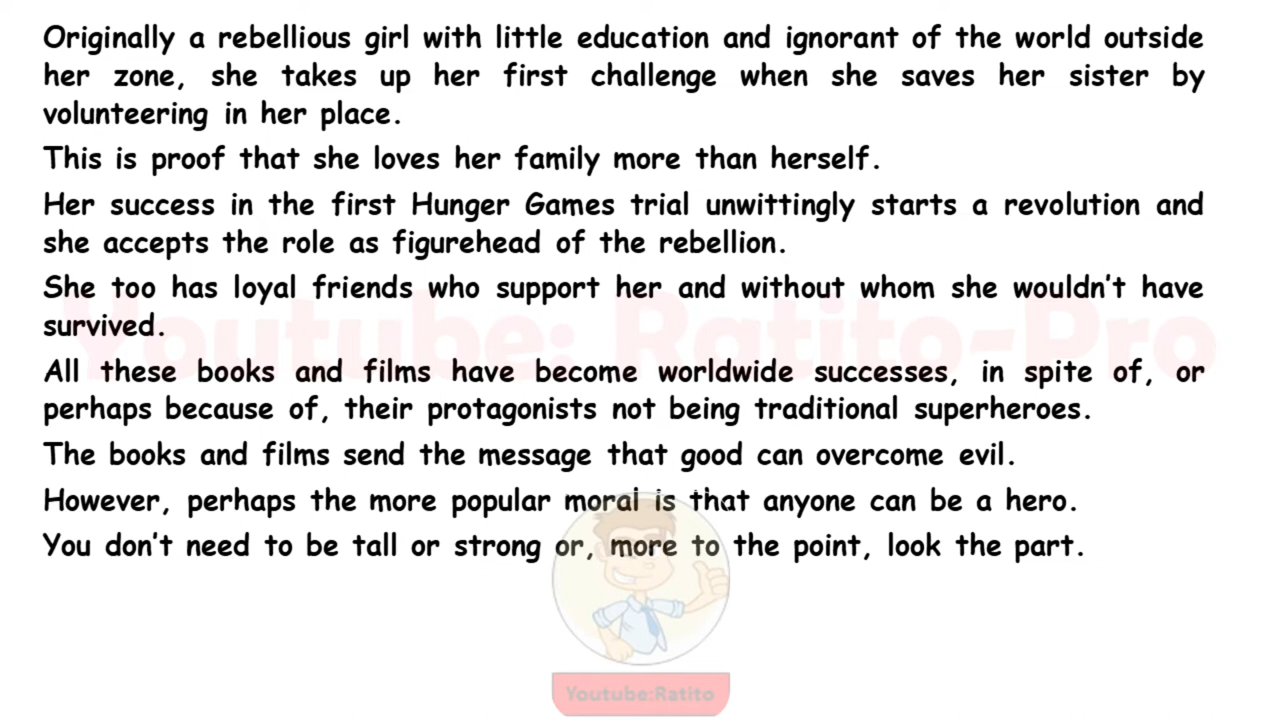 Originally a rebellious girl with little education and ignorant of the world outside
her zone, she takes up her first challenge when she saves her sister by
volunteering in her place.
This is proof that she loves her family more than herself.
Her success in the first Hunger Games trial unwittingly starts a revolution and
she accepts the role as figurehead of the rebellion.
She too has loyal friends who support her and without whom she wouldn't have
survived.
Youtube: Ratito-Pro
All these books and films have become worldwide successes, in spite of, or
perhaps because of, their protagonists not being traditional superheroes.
The books and films send the message that good can overcome evil.
However, perhaps the more popular moral is that anyone can be a hero.
You don't need to be tall or strong or, more to the point, look the part.
Youtube:Ratito